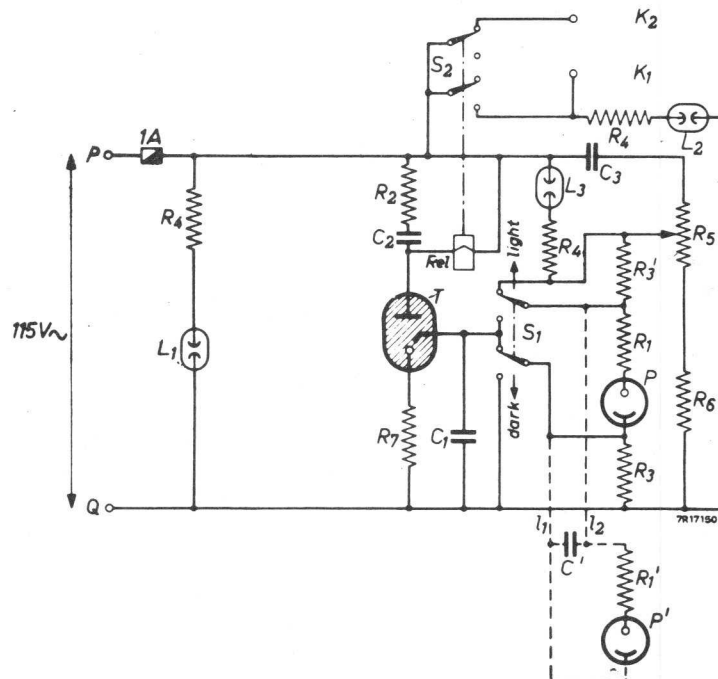 K2
S2
K1
1A
R4
L2
P
C3
R2
L3
R4
C2
R4
light
R5
Rel
R3'
T
115V~
S1
R1
L1
P
R6
R7
C1
dark
R3
Q
7R17150
l1
l2
C'
R1'
P'